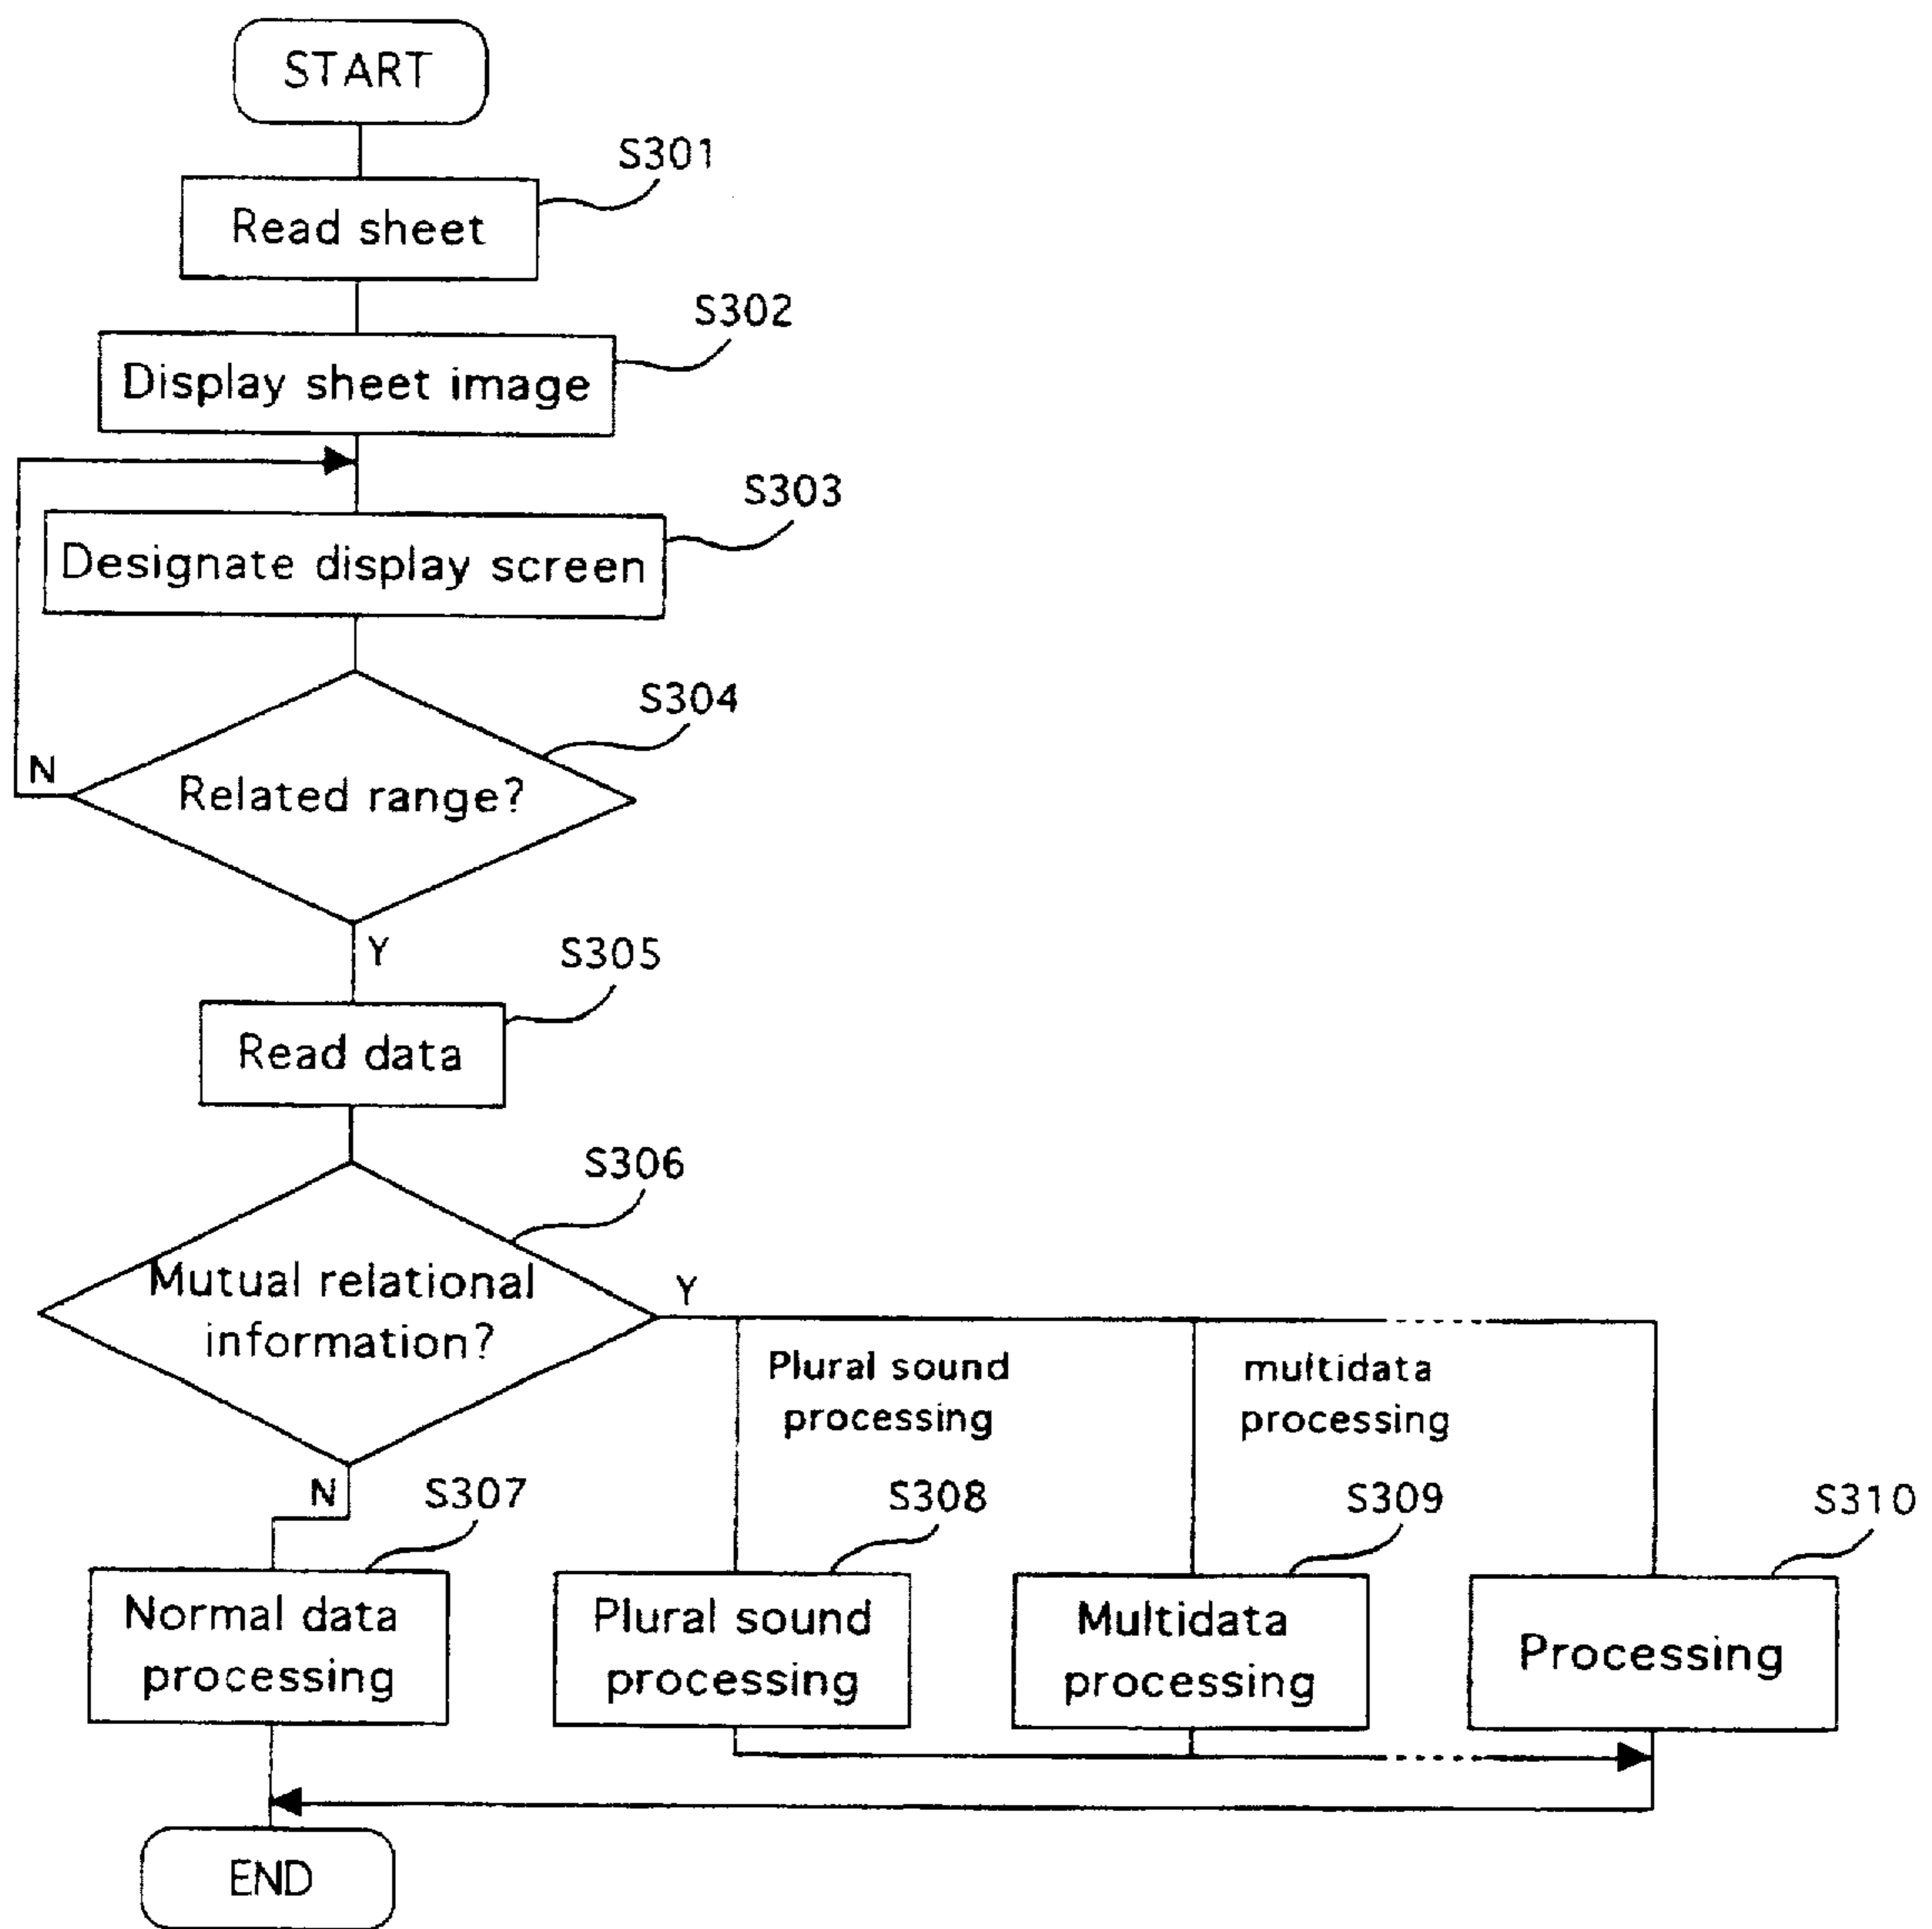 START
S301
Read sheet
S302
Display sheet image
S303
Designate display screen
S304
N
Related range?
Y
S305
Read data
S306
Mutual relational
information?
Y
Plural sound
processing
multidata
processing
N
S307
S308
S309
S310
Normal data
processing
Plural sound
processing
Multidata
processing
Processing
END